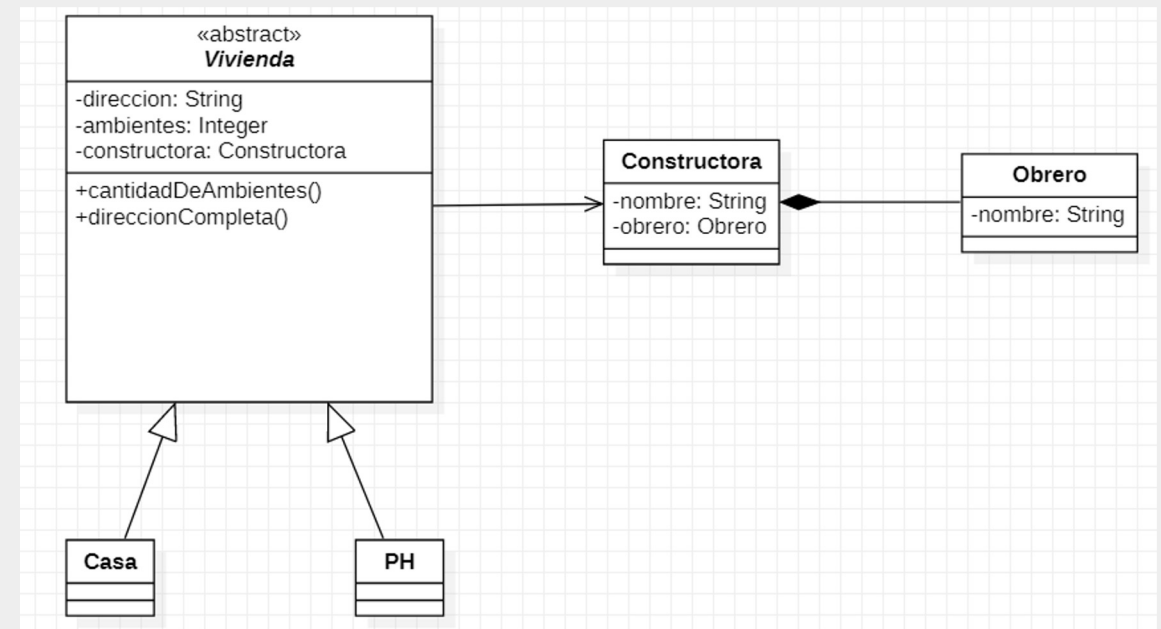 «abstract»
Vivienda
-direccion: String
-ambientes: Integer
-constructora: Constructora
+cantidadDeAmbientes()
+direccionCompleta()
Constructora
-nombre: String
-obrero: Obrero
Obrero
-nombre: String
Casa
PH